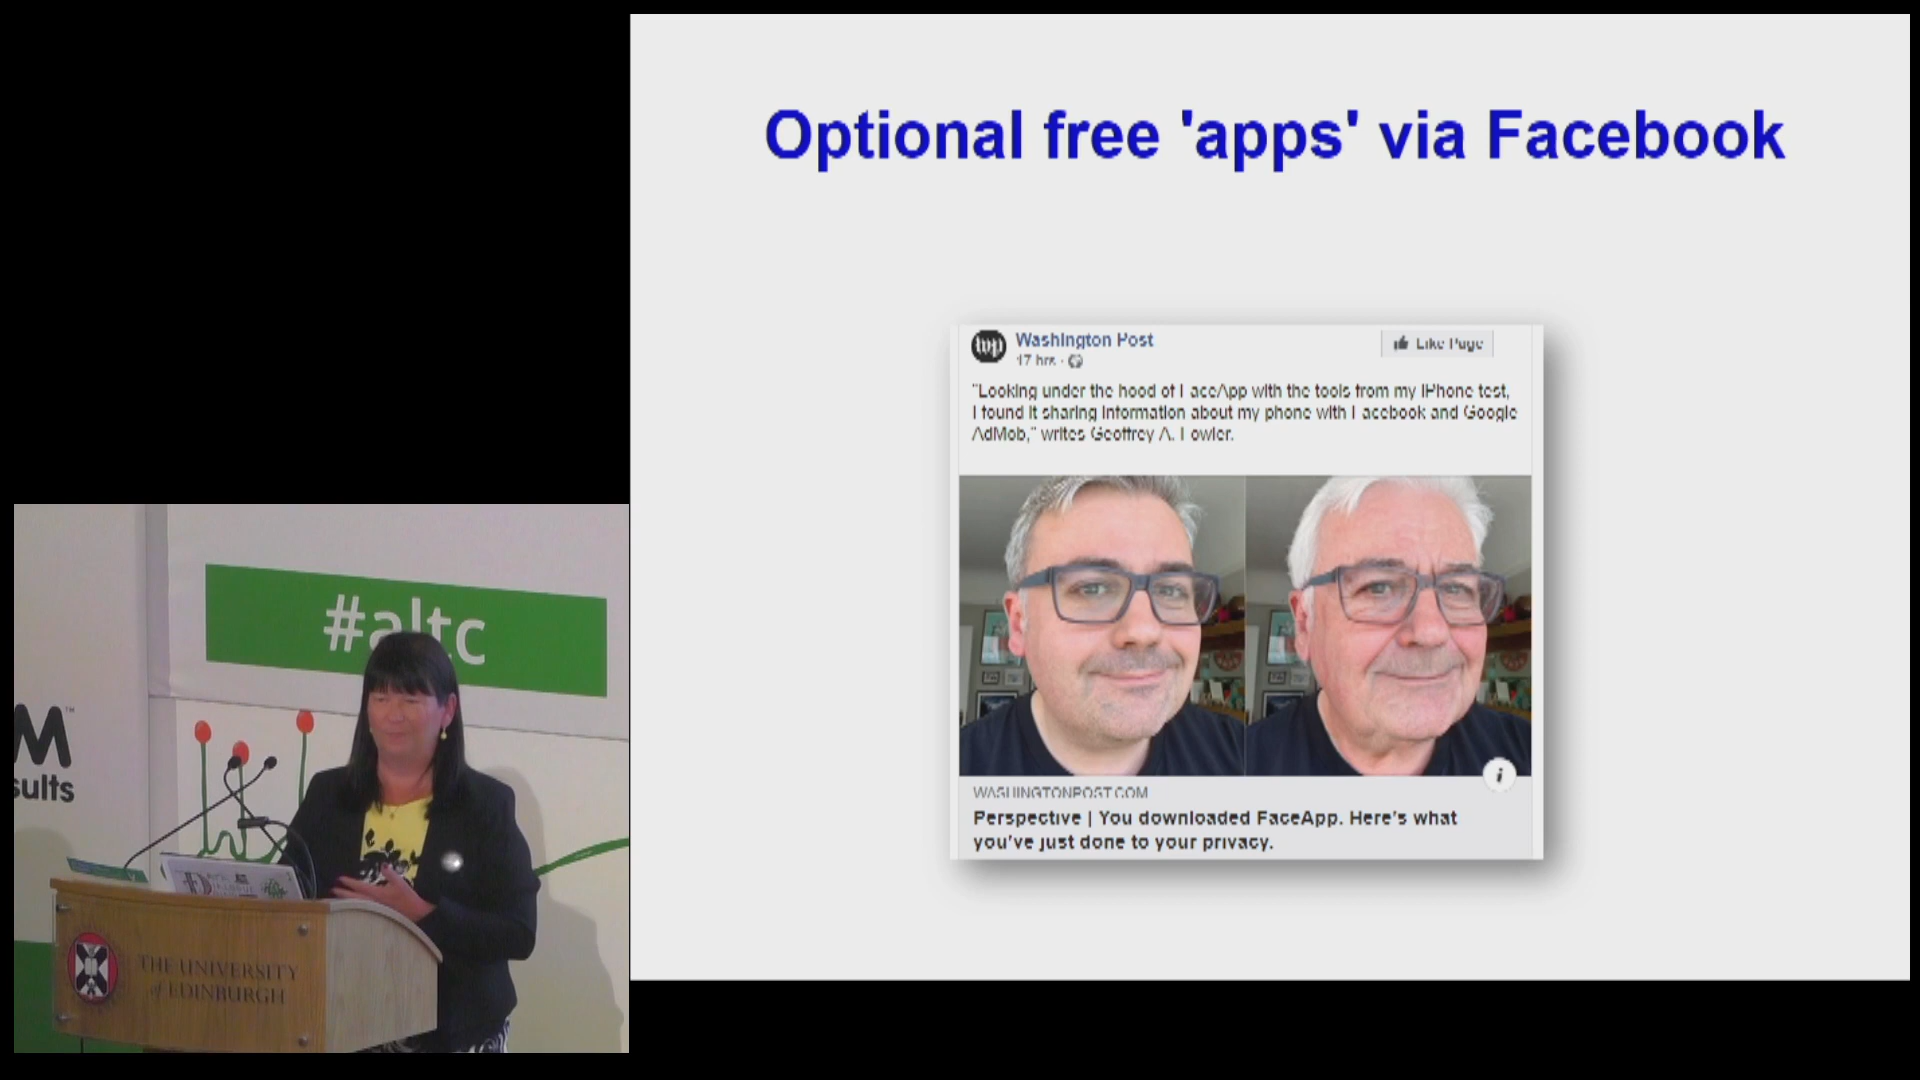 Optional free 'apps' via Facebook
Washington Post
Like Page
17 hrs ·
"Looking under the hood of FaceApp with the tools from my iPhone test,
I found it sharing information about my phone with Facebook and Google
AdMob," writes Geoffrey A. Fowler.
WASHINGTONPOST.COM
Perspective | You downloaded FaceApp. Here's what
you've just done to your privacy.
#altc
M™
sults
THE UNIVERSITY
of EDINBURGH